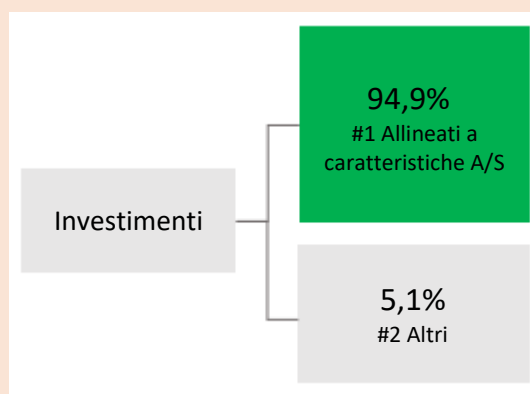 94,9%
#1 Allineati a
caratteristiche A/S
Investimenti
5,1%
#2 Altri